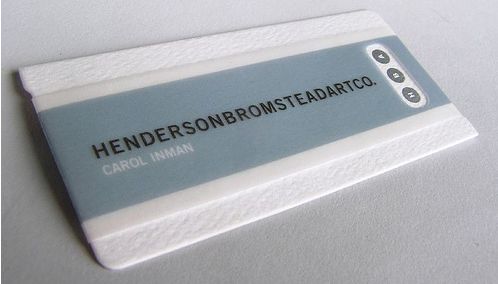 HENDERSONBROMSTEADARTCO.
CAROL INMAN
H B A